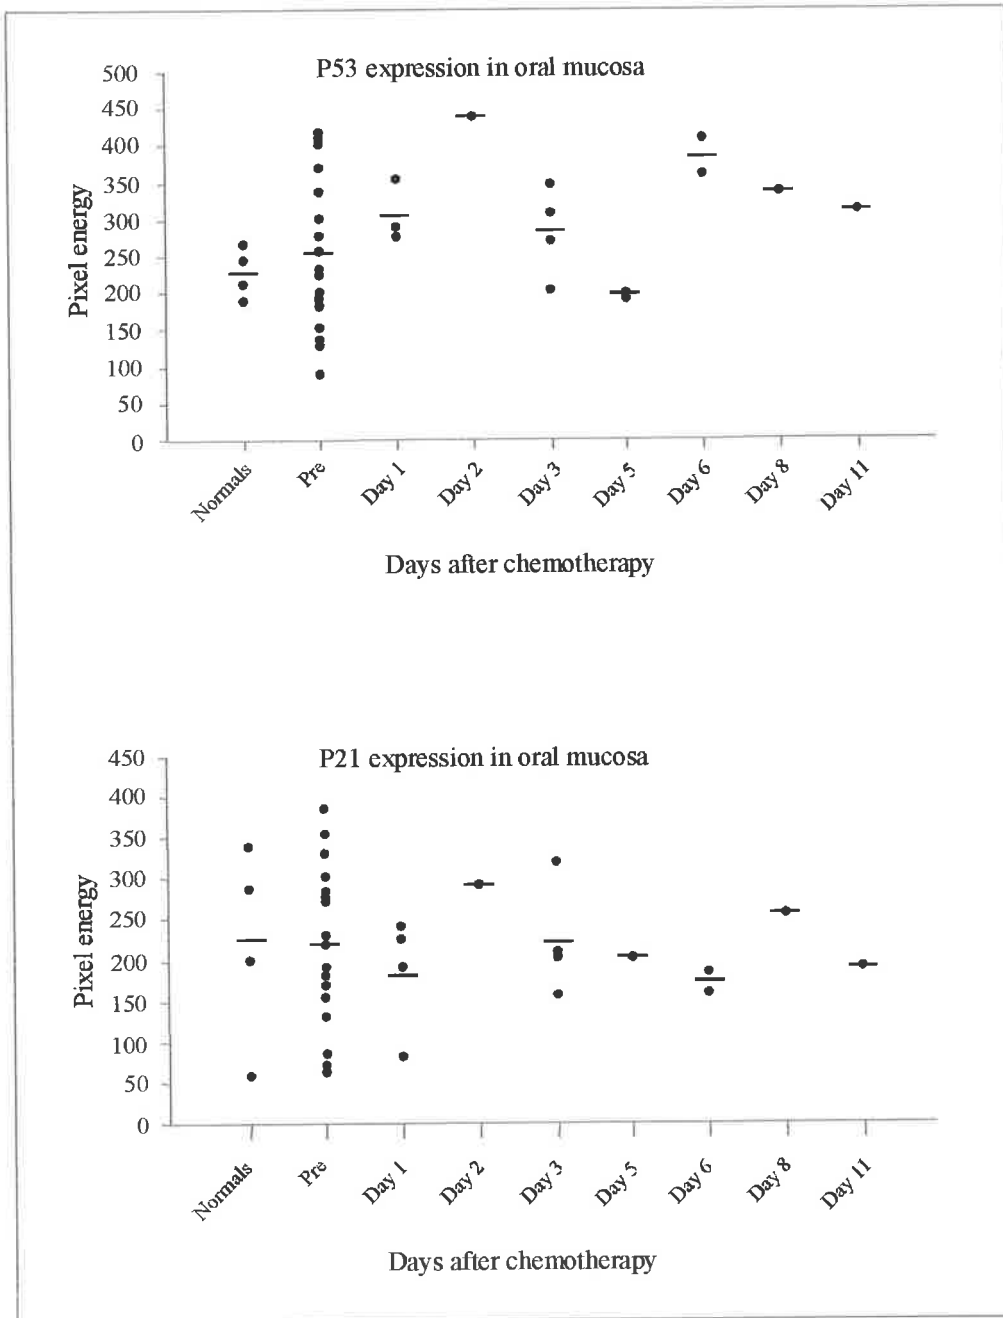 P53 expression in oral mucosa
500
450
400
350
300
250
200
150
100
50
0
Pixel energy
Normals
Pre
Day 1
Day 2
Day 3
Day 5
Day 6
Day 8
Day 11
Days after chemotherapy
P21 expression in oral mucosa
450
400
350
300
250
200
150
100
50
0
Pixel energy
Normals
Pre
Day 1
Day 2
Day 3
Day 5
Day 6
Day 8
Day 11
Days after chemotherapy